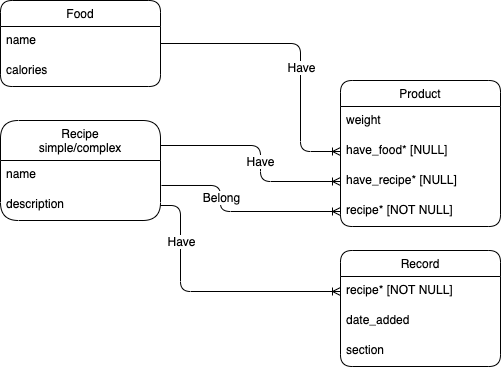 Food
name
calories
Have
Product
weight
have_food* [NULL]
have_recipe* [NULL]
recipe* [NOT NULL]
Recipe
simple/complex
name
description
Have
Belong
Have
Record
recipe* [NOT NULL]
date_added
section